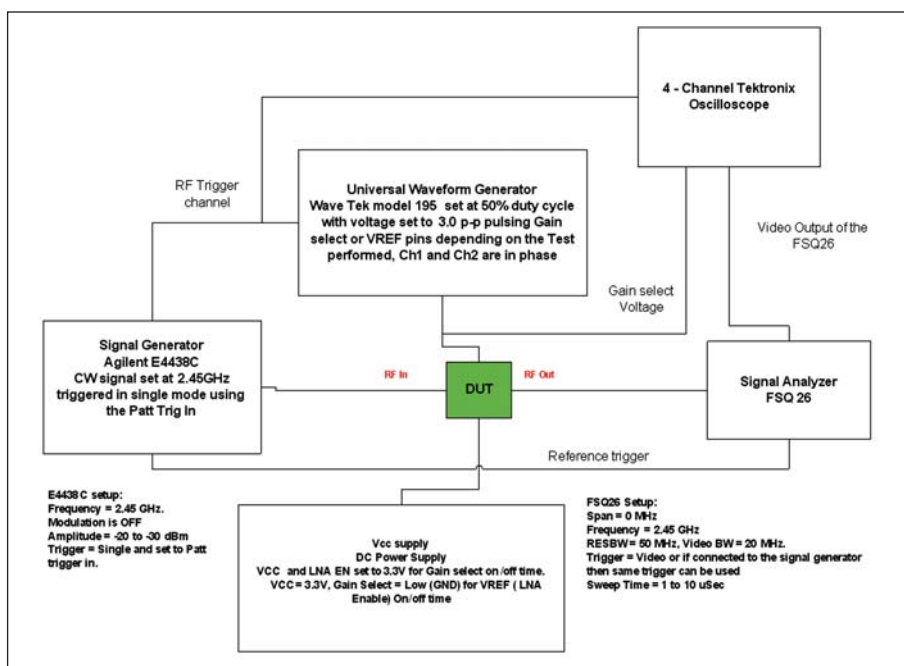 4 - Channel Tektronix
Oscilloscope
RF Trigger
channel
Universal Waveform Generator
Wave Tek model 195 set at 50% duty cycle
with voltage set to 3.0 p-p pulsing Gain
select or VREF pins depending on the Test
performed, Ch1 and Ch2 are in phase
Video Output of the
FSQ26
Gain select
Voltage
Signal Generator
Agilent E4438C
CW signal set at 2.45GHz
triggered in single mode using
the Patt Trig In
RF In
DUT
RF Out
Signal Analyzer
FSQ 26
Reference trigger
E4438C setup:
Frequency = 2.45 GHz.
Modulation is OFF
Amplitude = -20 to -30 dBm
Trigger = Single and set to Patt
trigger in.
Vcc supply
DC Power Supply
VCC and LNA EN set to 3.3V for Gain select on/off time.
VCC = 3.3V, Gain Select = Low (GND) for VREF ( LNA
Enable) On/off time
FSQ26 Setup:
Span = 0 MHz
Frequency = 2.45 GHz
RESBW = 50 MHz, Video BW = 20 MHz.
Trigger = Video or if connected to the signal generator
then same trigger can be used
Sweep Time = 1 to 10 uSec